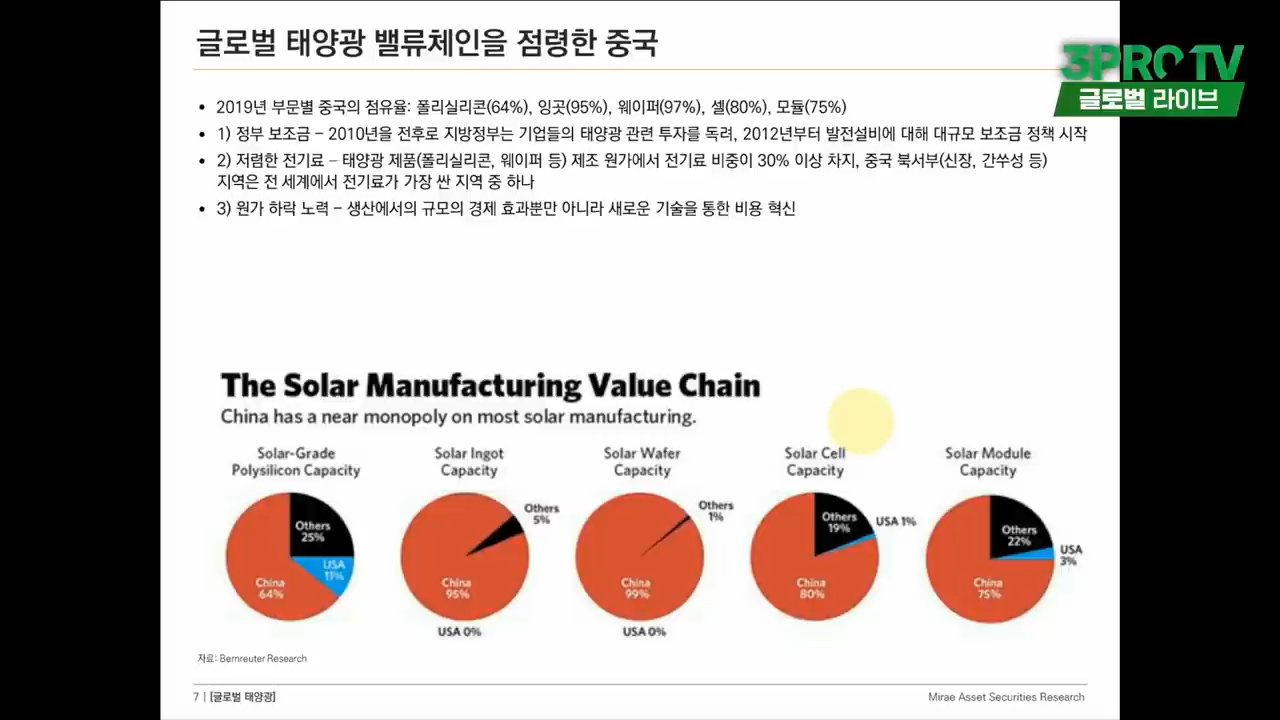 글로벌 태양광 밸류체인을 점령한 중국
3PRO TV
글로벌 라이브
• 2019년 부문별 중국의 점유율: 폴리실리콘(64%), 잉곳(95%), 웨이퍼(97%), 셀(80%), 모듈(75%)
• 1) 정부 보조금 – 2010년을 전후로 지방정부는 기업들의 태양광 관련 투자를 독려, 2012년부터 발전설비에 대해 대규모 보조금 정책 시작
• 2) 저렴한 전기료 – 태양광 제품(폴리실리콘, 웨이퍼 등) 제조 원가에서 전기료 비중이 30% 이상 차지, 중국 북서부(신장, 간쑤성 등)
지역은 전 세계에서 전기료가 가장 싼 지역 중 하나
• 3) 원가 하락 노력 – 생산에서의 규모의 경제 효과뿐만 아니라 새로운 기술을 통한 비용 혁신
The Solar Manufacturing Value Chain
China has a near monopoly on most solar manufacturing.
Solar-Grade
Polysilicon Capacity
Others
25%
USA
11%
China
64%
Solar Ingot
Capacity
Others
5%
China
95%
USA 0%
Solar Wafer
Capacity
Others
1%
China
99%
USA 0%
Solar Cell
Capacity
Others
19%
USA 1%
China
80%
Solar Module
Capacity
Others
22%
USA
3%
China
75%
자료: Bernreuter Research
7 | [글로벌 태양광]
Mirae Asset Securities Research